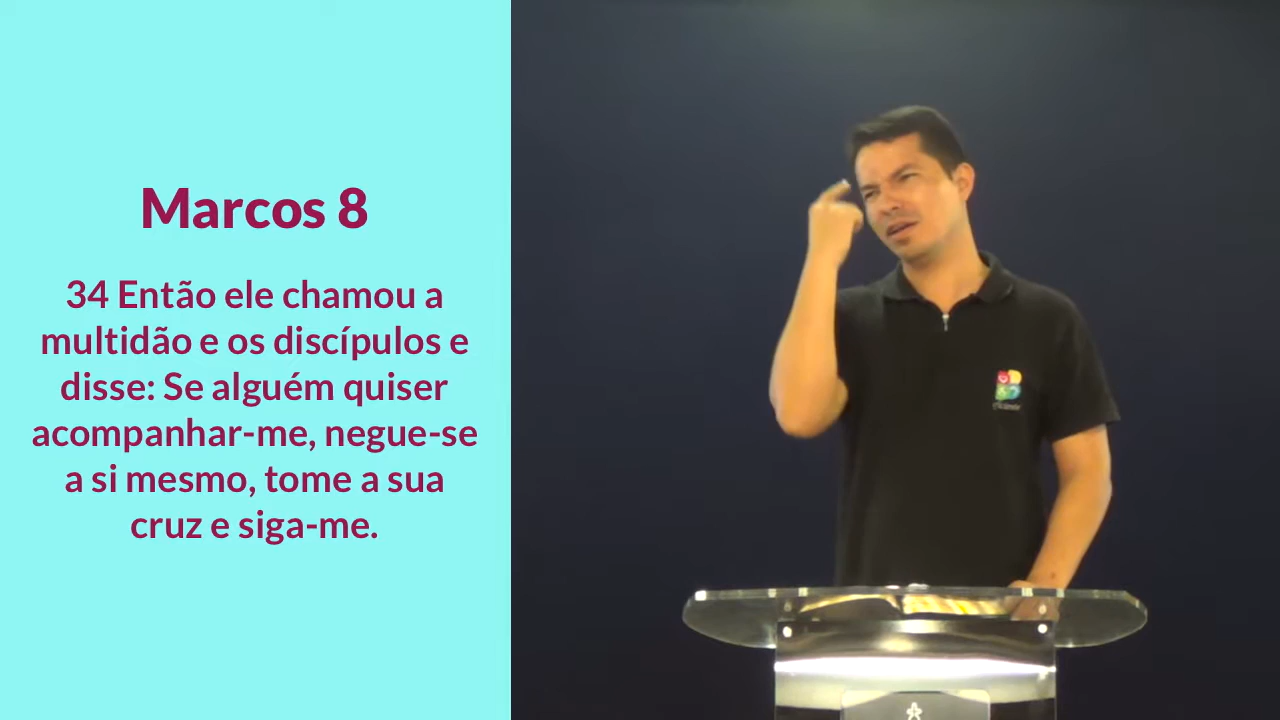 Marcos 8
34 Então ele chamou a
multidão e os discípulos e
disse: Se alguém quiser
acompanhar-me, negue-se
a si mesmo, tome a sua
cruz e siga-me.